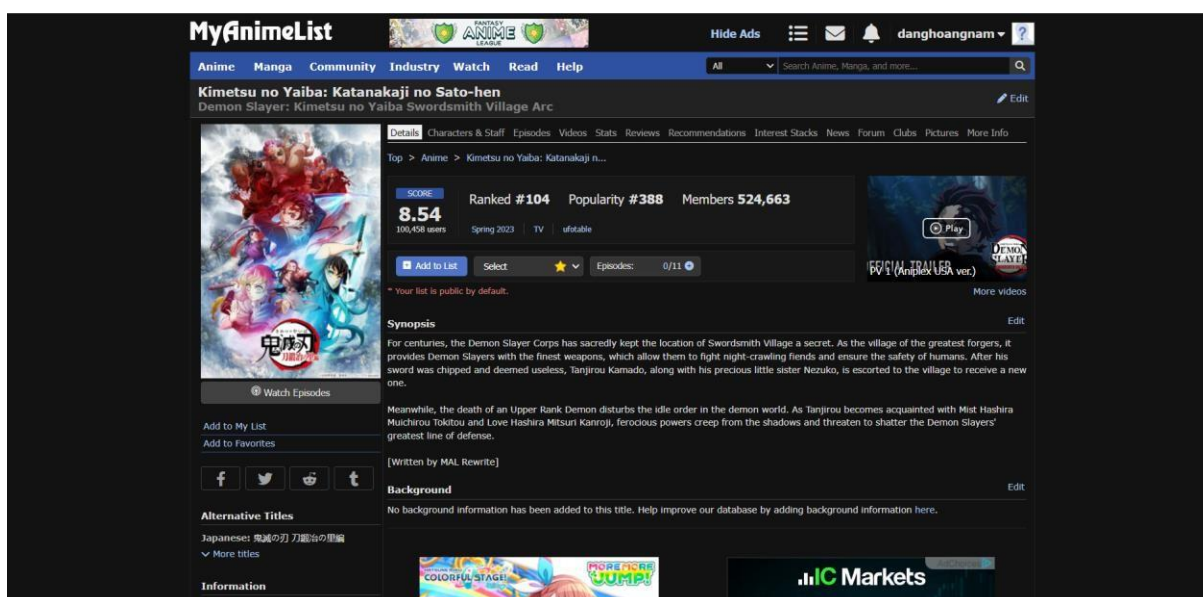 MyAnimeList
FANTASY
ANIME
LEAGUE
Hide Ads
danghoangnam
?
Anime Manga Community Industry Watch Read Help
All
Search Anime, Manga, and more...
Kimetsu no Yaiba: Katanakaji no Sato-hen
Demon Slayer: Kimetsu no Yaiba Swordsmith Village Arc
Edit
Details Characters & Staff Episodes Videos Stats Reviews Recommendations Interest Stacks News Forum Clubs Pictures More Info
Top > Anime > Kimetsu no Yaiba: Katanakaji n...
SCORE
8.54
100,458 users
Ranked #104 Popularity #388 Members 524,663
Spring 2023 TV ufotable
Play
DEMON
SLAYER
OFFICIAL TRAILER
PV 1 (Aniplex USA ver.)
Add to List Select Episodes: 0/11
* Your list is public by default.
More videos
Synopsis
Edit
For centuries, the Demon Slayer Corps has sacredly kept the location of Swordsmith Village a secret. As the village of the greatest forgers, it
provides Demon Slayers with the finest weapons, which allow them to fight night-crawling fiends and ensure the safety of humans. After his
sword was chipped and deemed useless, Tanjirou Kamado, along with his precious little sister Nezuko, is escorted to the village to receive a new
one.
Meanwhile, the death of an Upper Rank Demon disturbs the idle order in the demon world. As Tanjirou becomes acquainted with Mist Hashira
Muichirou Tokitou and Love Hashira Mitsuri Kanroji, ferocious powers creep from the shadows and threaten to shatter the Demon Slayers'
greatest line of defense.
[Written by MAL Rewrite]
Background
Edit
No background information has been added to this title. Help improve our database by adding background information here.
鬼滅の刃
Watch Episodes
Add to My List
Add to Favorites
f
t
Alternative Titles
Japanese: 鬼滅の刃 刀鍛冶の里編
More titles
Information
COLORFUL STAGE!
MORE MORE
JUMP!
AdChoices
IC Markets